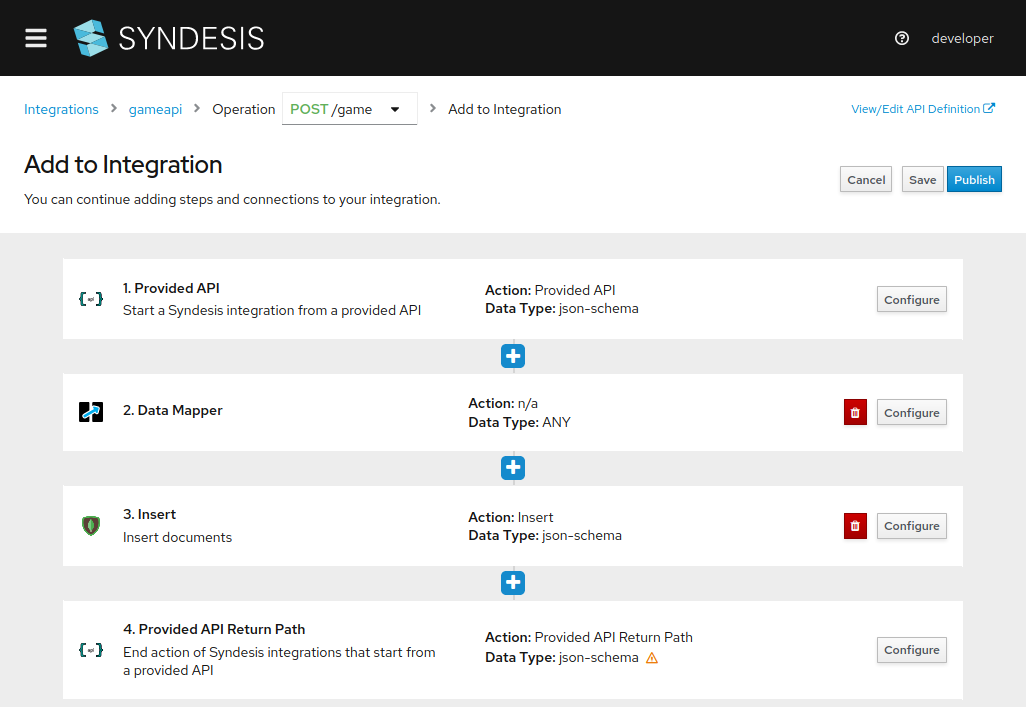 SYNDESIS
developer
Integrations > gameapi > Operation POST /game > Add to Integration
View/Edit API Definition
Add to Integration
You can continue adding steps and connections to your integration.
Cancel
Save
Publish
1. Provided API
Start a Syndesis integration from a provided API
Action: Provided API
Data Type: json-schema
Configure
2. Data Mapper
Action: n/a
Data Type: ANY
Configure
3. Insert
Insert documents
Action: Insert
Data Type: json-schema
Configure
4. Provided API Return Path
End action of Syndesis integrations that start from
a provided API
Action: Provided API Return Path
Data Type: json-schema
Configure